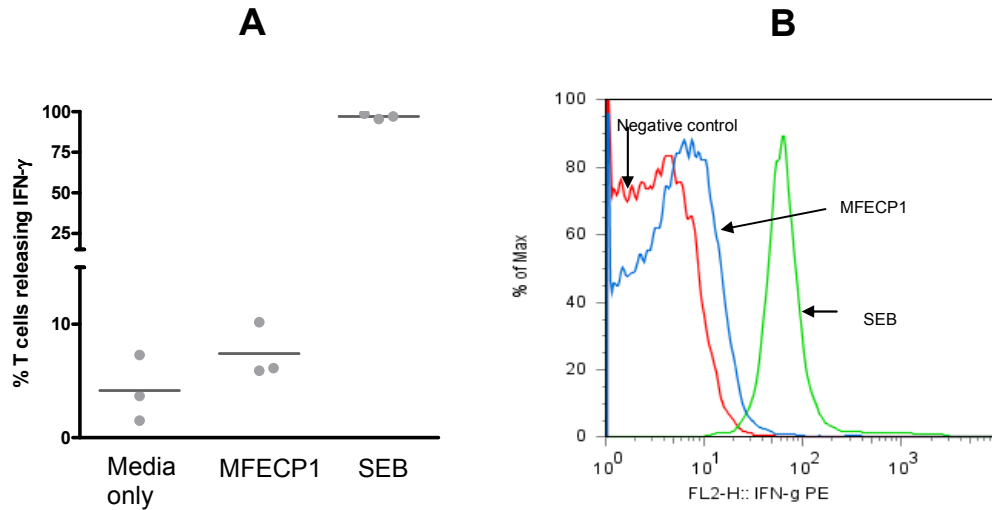 A
% T cells releasing IFN-γ
100
75
50
25
10
0
Media only
MFECP1
SEB
B
% of Max
100
80
60
40
20
0
Negative control
MFECP1
SEB
10^0
10^1
10^2
10^3
FL2-H:: IFN-g PE